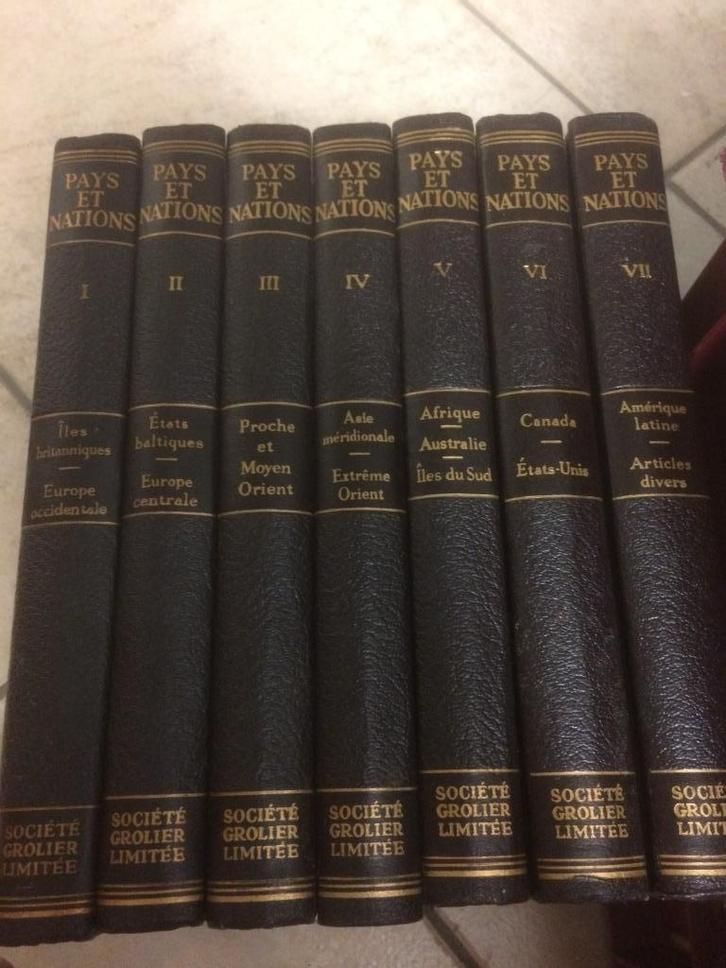 PAYS
ET
NATIONS
I
Îles
britanniques
Europe
occidentale
SOCIÉTÉ
GROLIER
LIMITÉE
PAYS
ET
NATIONS
II
États
baltiques
Europe
centrale
SOCIÉTÉ
GROLIER
LIMITÉE
PAYS
ET
NATIONS
III
Proche
et
Moyen
Orient
SOCIÉTÉ
GROLIER
LIMITÉE
PAYS
ET
NATIONS
IV
Asie
méridionale
Extrême
Orient
SOCIÉTÉ
GROLIER
LIMITÉE
PAYS
ET
NATIONS
V
Afrique
Australie
Îles du Sud
SOCIÉTÉ
GROLIER
LIMITÉE
PAYS
ET
NATIONS
VI
Canada
États-Unis
SOCIÉTÉ
GROLIER
LIMITÉE
PAYS
ET
NATIONS
VII
Amérique
latine
Articles
divers
SOCIÉ
GROLI
LIMIT